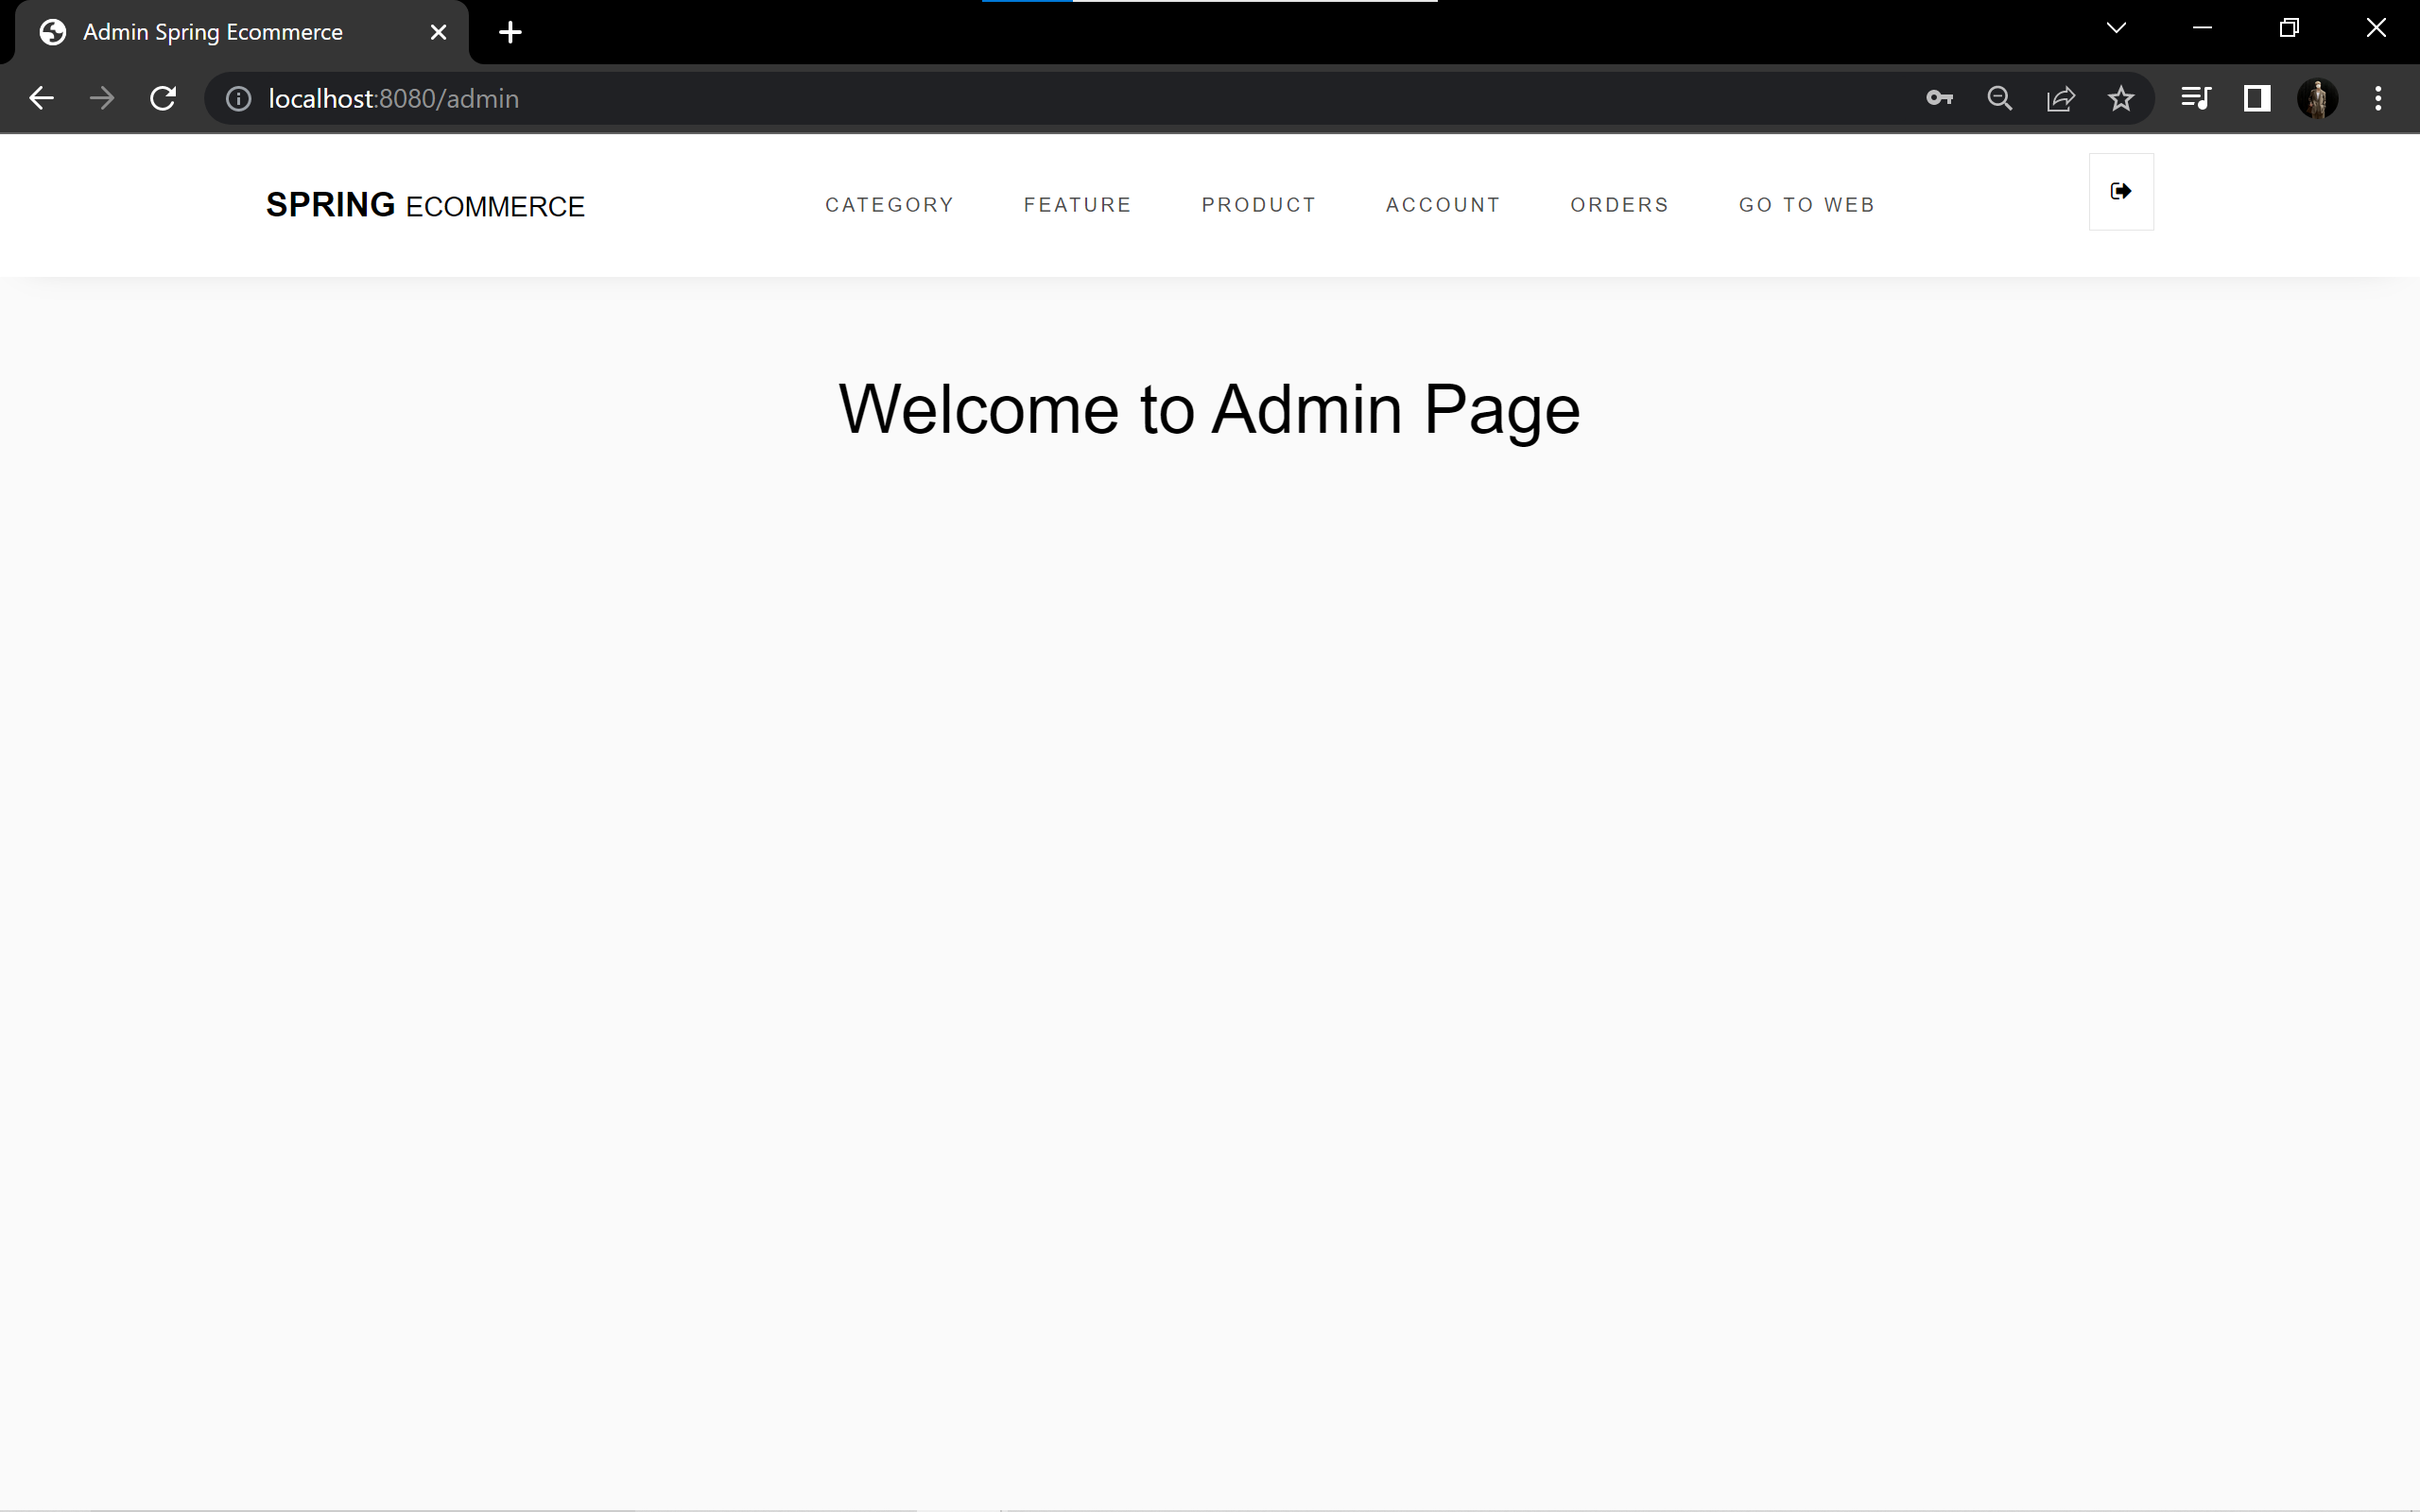 Admin Spring Ecommerce
localhost:8080/admin
SPRING ECOMMERCE
CATEGORY FEATURE PRODUCT ACCOUNT ORDERS GO TO WEB
Welcome to Admin Page